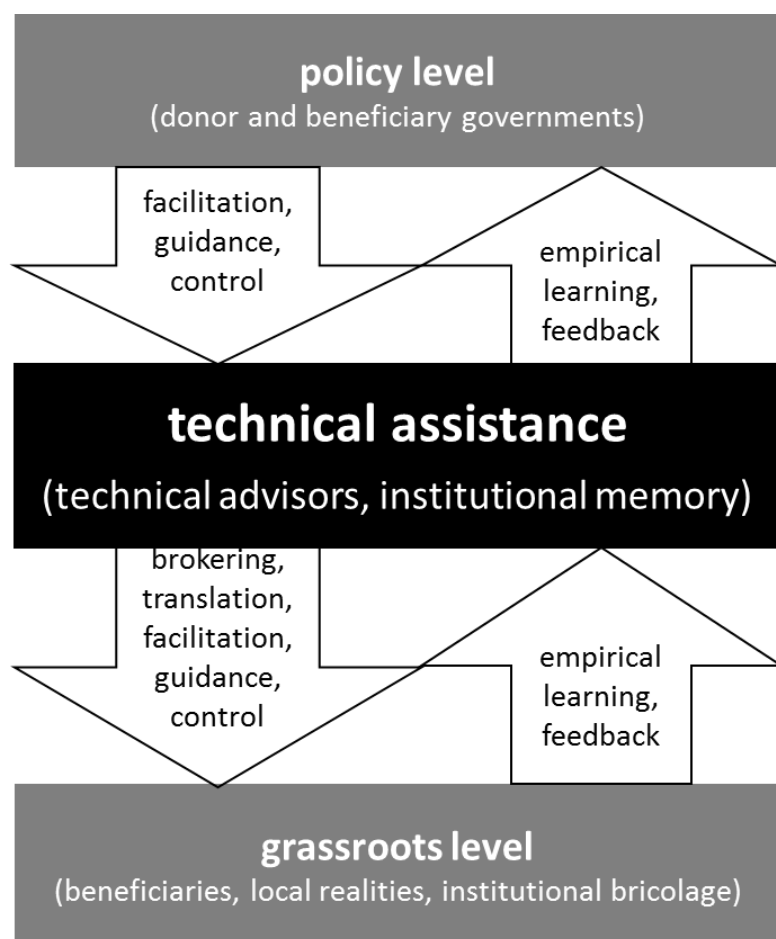 policy level
(donor and beneficiary governments)
facilitation,
guidance,
control
empirical
learning,
feedback
technical assistance
(technical advisors, institutional memory)
brokering,
translation,
facilitation,
guidance,
control
empirical
learning,
feedback
grassroots level
(beneficiaries, local realities, institutional bricolage)